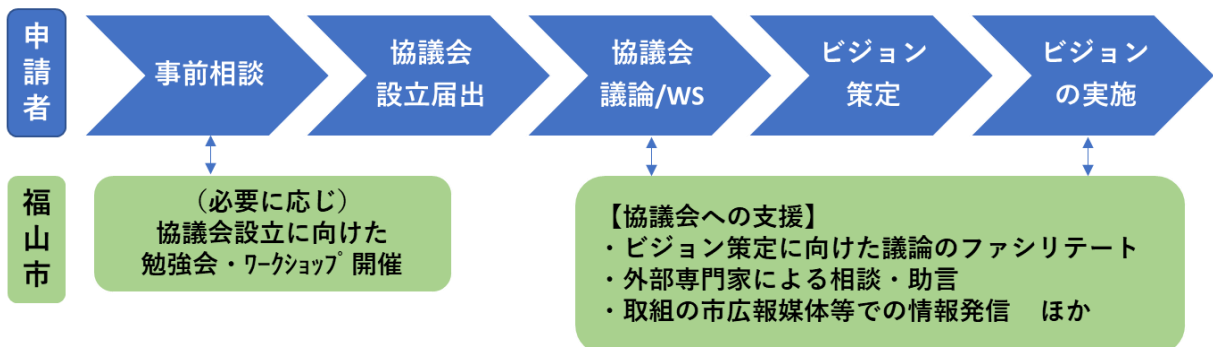 申請者
事前相談
協議会
設立届出
協議会
議論/WS
ビジョン
策定
ビジョン
の実施
福山市
（必要に応じ）
協議会設立に向けた
勉強会・ﾜｰｸｼｮｯﾌﾟ開催
【協議会への支援】
・ビジョン策定に向けた議論のファシリテート
・外部専門家による相談・助言
・取組の市広報媒体等での情報発信　ほか